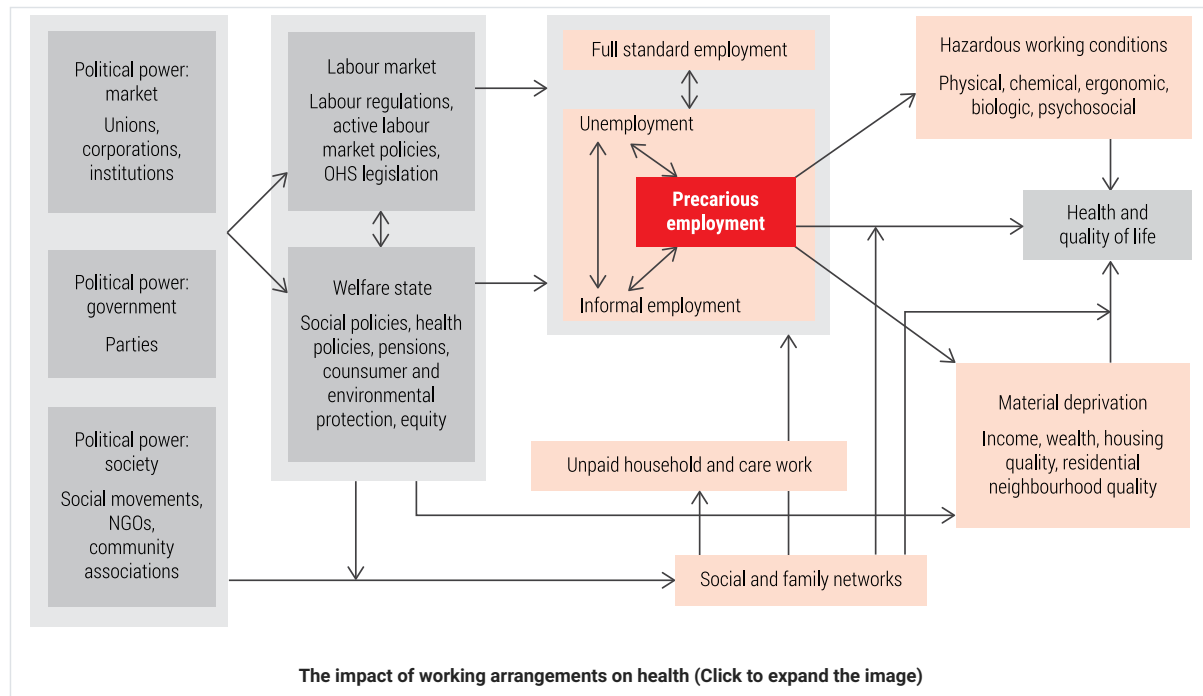 Political power:
market
Unions,
corporations,
institutions
Political power:
government
Parties
Political power:
society
Social movements,
NGOs,
community
associations
Labour market
Labour regulations,
active labour
market policies,
OHS legislation
Welfare state
Social policies, health
policies, pensions,
counsumer and
environmental
protection, equity
Full standard employment
Unemployment
Precarious
employment
Informal employment
Unpaid household and care work
Social and family networks
Hazardous working conditions
Physical, chemical, ergonomic,
biologic, psychosocial
Health and
quality of life
Material deprivation
Income, wealth, housing
quality, residential
neighbourhood quality
The impact of working arrangements on health (Click to expand the image)